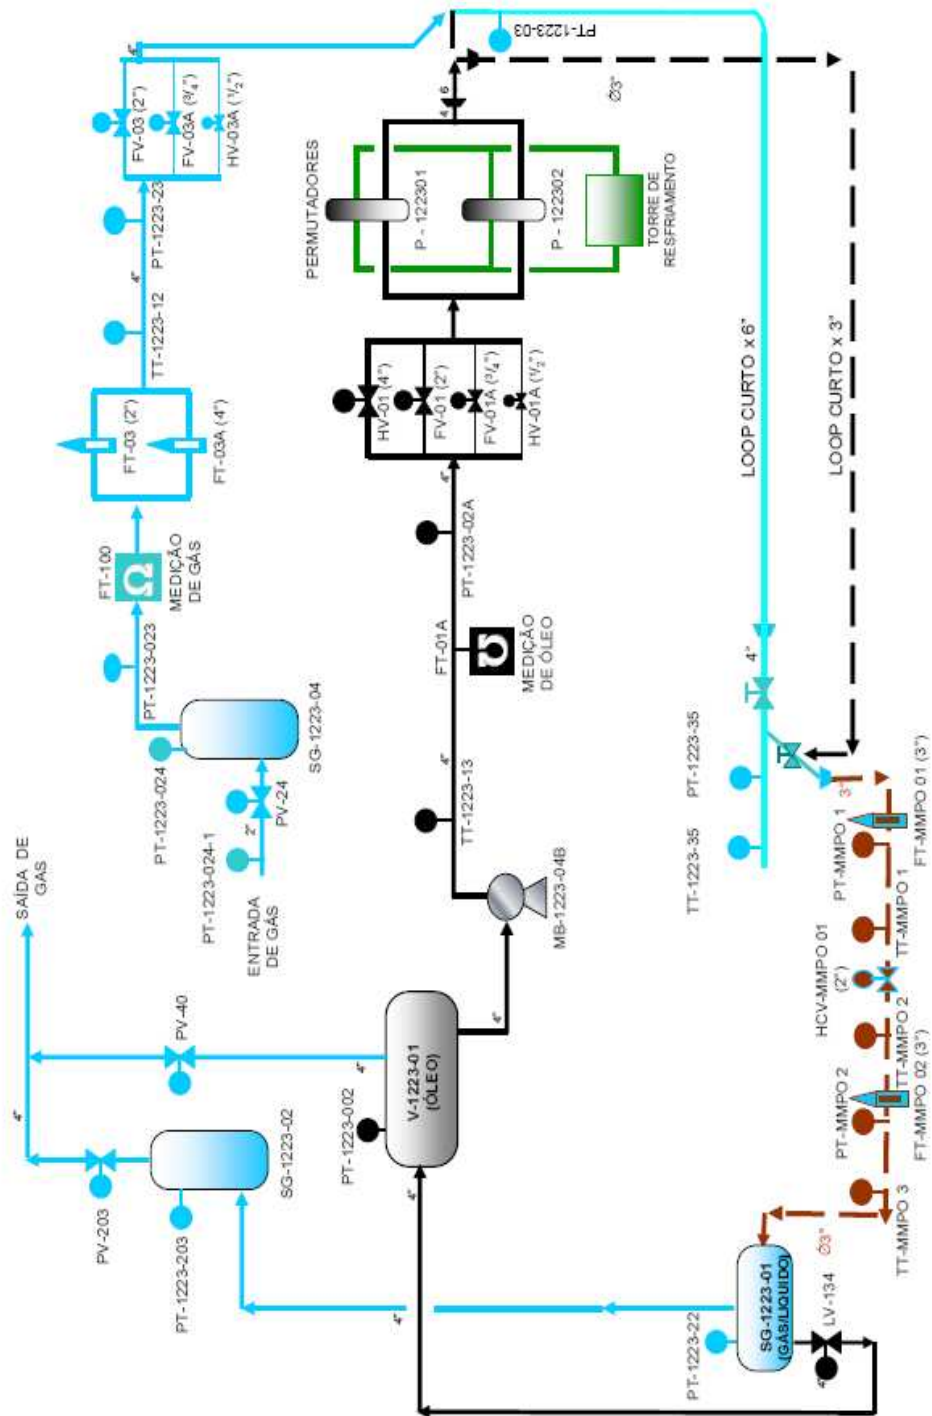 4"
FV-03 (2")
FV-03A (3/4")
HV-03A (1/2")
PT-1223-03
Ø3"
4
6
PT-1223-23
4"
TT-1223-12
PERMUTADORES
P - 122301
P - 122302
TORRE DE
RESFRIAMENTO
FT-03 (2")
FT-03A (4")
HV-01 (4")
FV-01 (2")
FV-01A (3/4")
HV-01A (1/2")
LOOP CURTO x 6"
LOOP CURTO x 3"
FT-100
MEDIÇÃO
DE GÁS
4"
PT-1223-02A
FT-01A
MEDIÇÃO
DE ÓLEO
PT-1223-023
PT-1223-024
SG-1223-04
PV-24
2"
PT-1223-024-1
ENTRADA
DE GÁS
4"
TT-1223-13
MB-1223-04B
4"
PT-1223-35
TT-1223-35
3"
FT-MMPO 01 (3")
PT-MMPO 1
TT-MMPO 1
HCV-MMPO 01
(2")
TT-MMPO 2
PT-MMPO 2
FT-MMPO 02 (3")
TT-MMPO 3
Ø3"
SAÍDA DE
GÁS
PV-40
4"
4"
V-1223-01
(ÓLEO)
PT-1223-002
4"
4"
SG-1223-02
PV-203
PT-1223-203
4"
PT-1223-22
SG-1223-01
(GÁS/LIQUIDO)
LV-134
4"